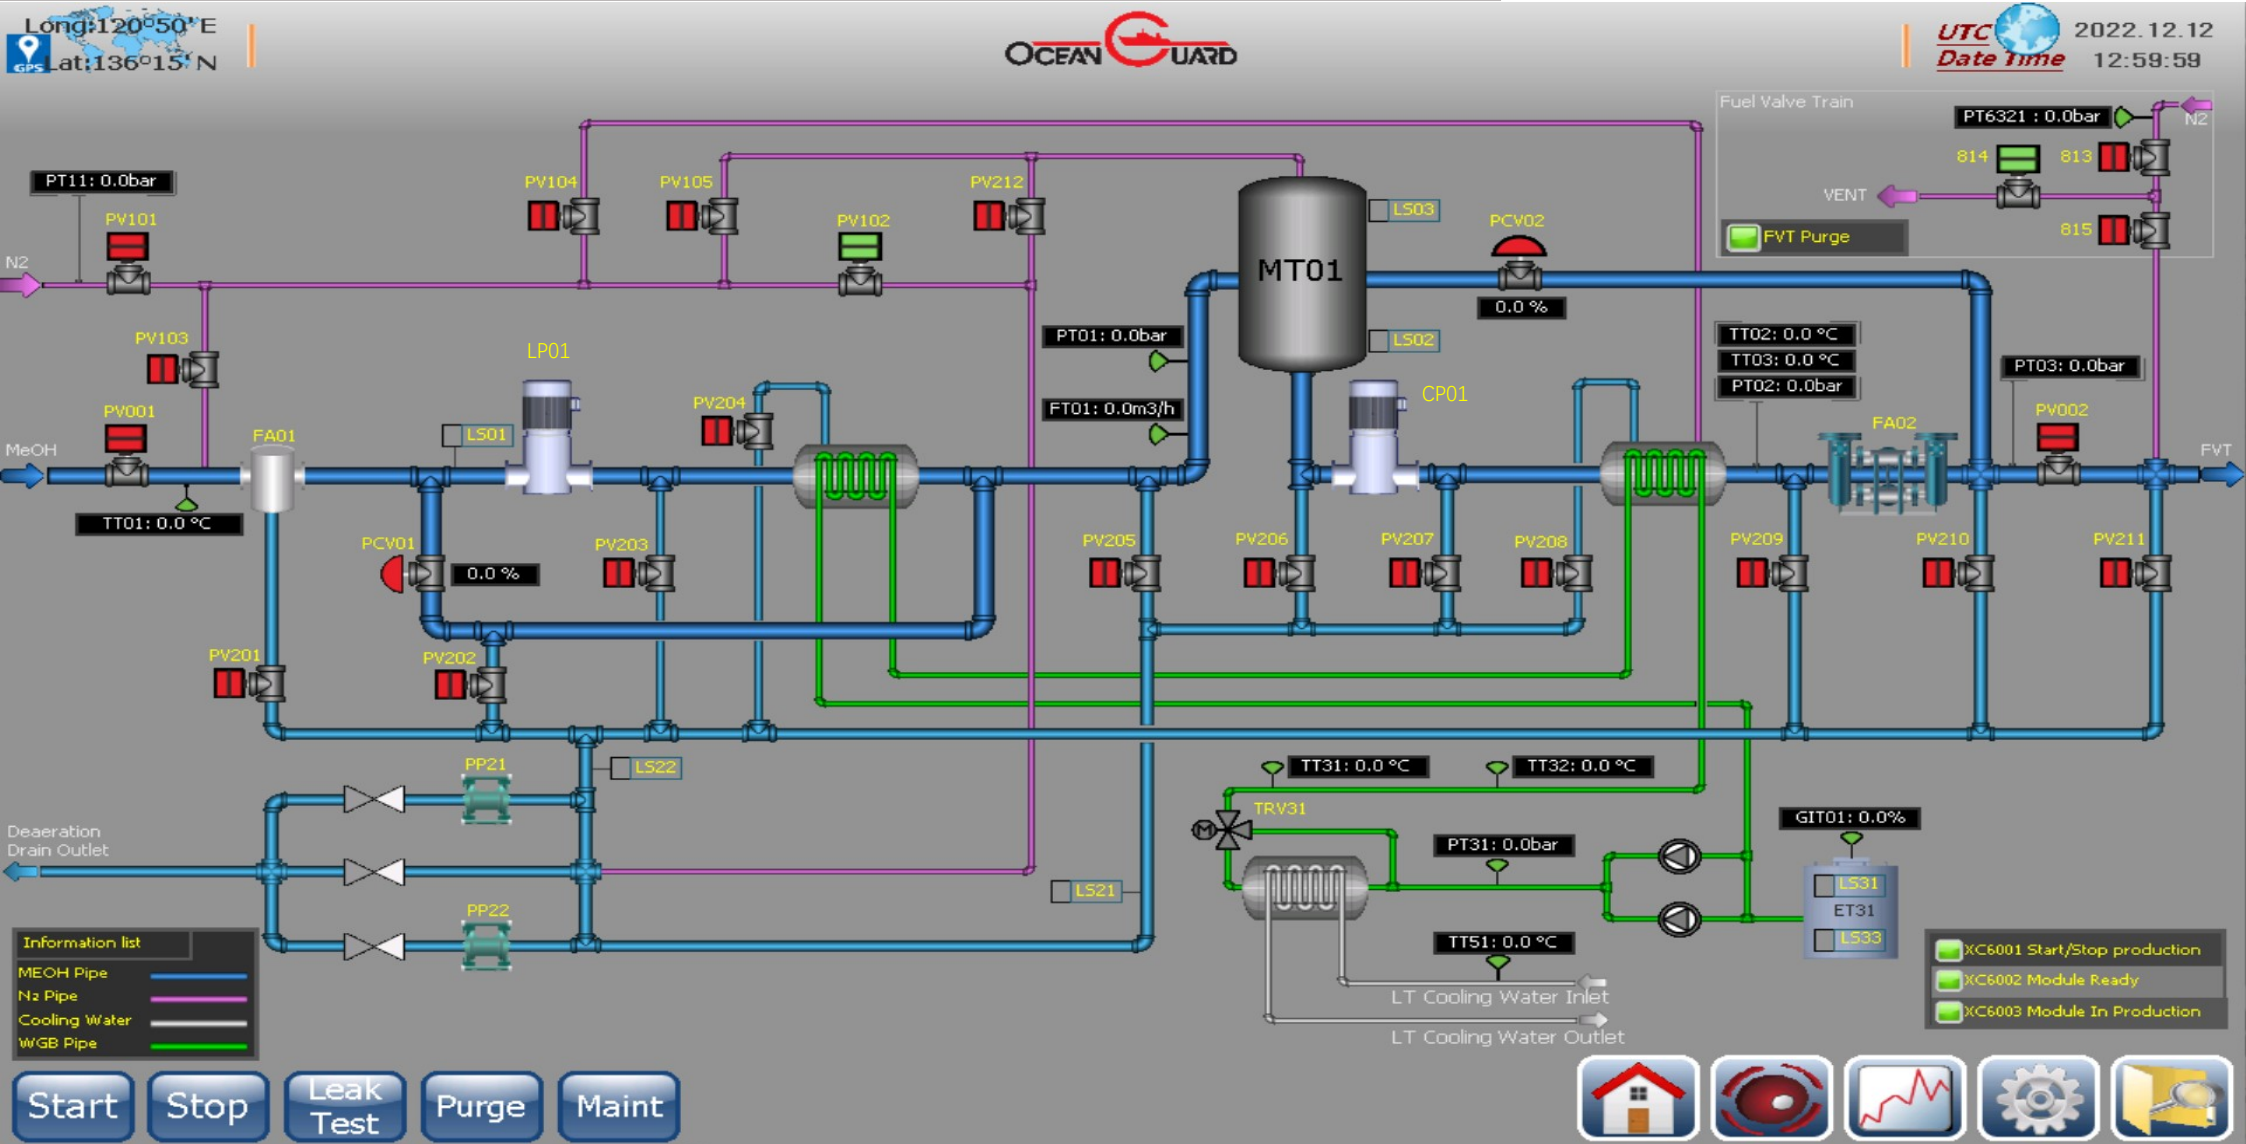 Long:120°50'E
GPS Lat:136°15'N
OCEAN GUARD
UTC
Date Time
2022.12.12
12:59:59
Fuel Valve Train
PT6321 : 0.0bar
N2
814
813
VENT
815
FVT Purge
PT11: 0.0bar
PV101
PV104
PV105
PV102
PV212
LS03
PCV02
MT01
0.0 %
N2
PV103
LP01
PT01: 0.0bar
LS02
TT02: 0.0 °C
TT03: 0.0 °C
PT02: 0.0bar
PT03: 0.0bar
PV001
PV204
FT01: 0.0m3/h
CP01
PV002
MeOH
FA01
LS01
FA02
FVT
TT01: 0.0 °C
PCV01
0.0 %
PV203
PV205
PV206
PV207
PV208
PV209
PV210
PV211
PV201
PV202
PP21
LS22
TT31: 0.0 °C
TT32: 0.0 °C
TRV31
M
GIT01: 0.0%
Deaeration
Drain Outlet
PT31: 0.0bar
LS21
LS31
ET31
LS33
PP22
TT51: 0.0 °C
LT Cooling Water Inlet
LT Cooling Water Outlet
Information list
MEOH Pipe
N2 Pipe
Cooling Water
WGB Pipe
XC6001 Start/Stop production
XC6002 Module Ready
XC6003 Module In Production
Start
Stop
Leak
Test
Purge
Maint